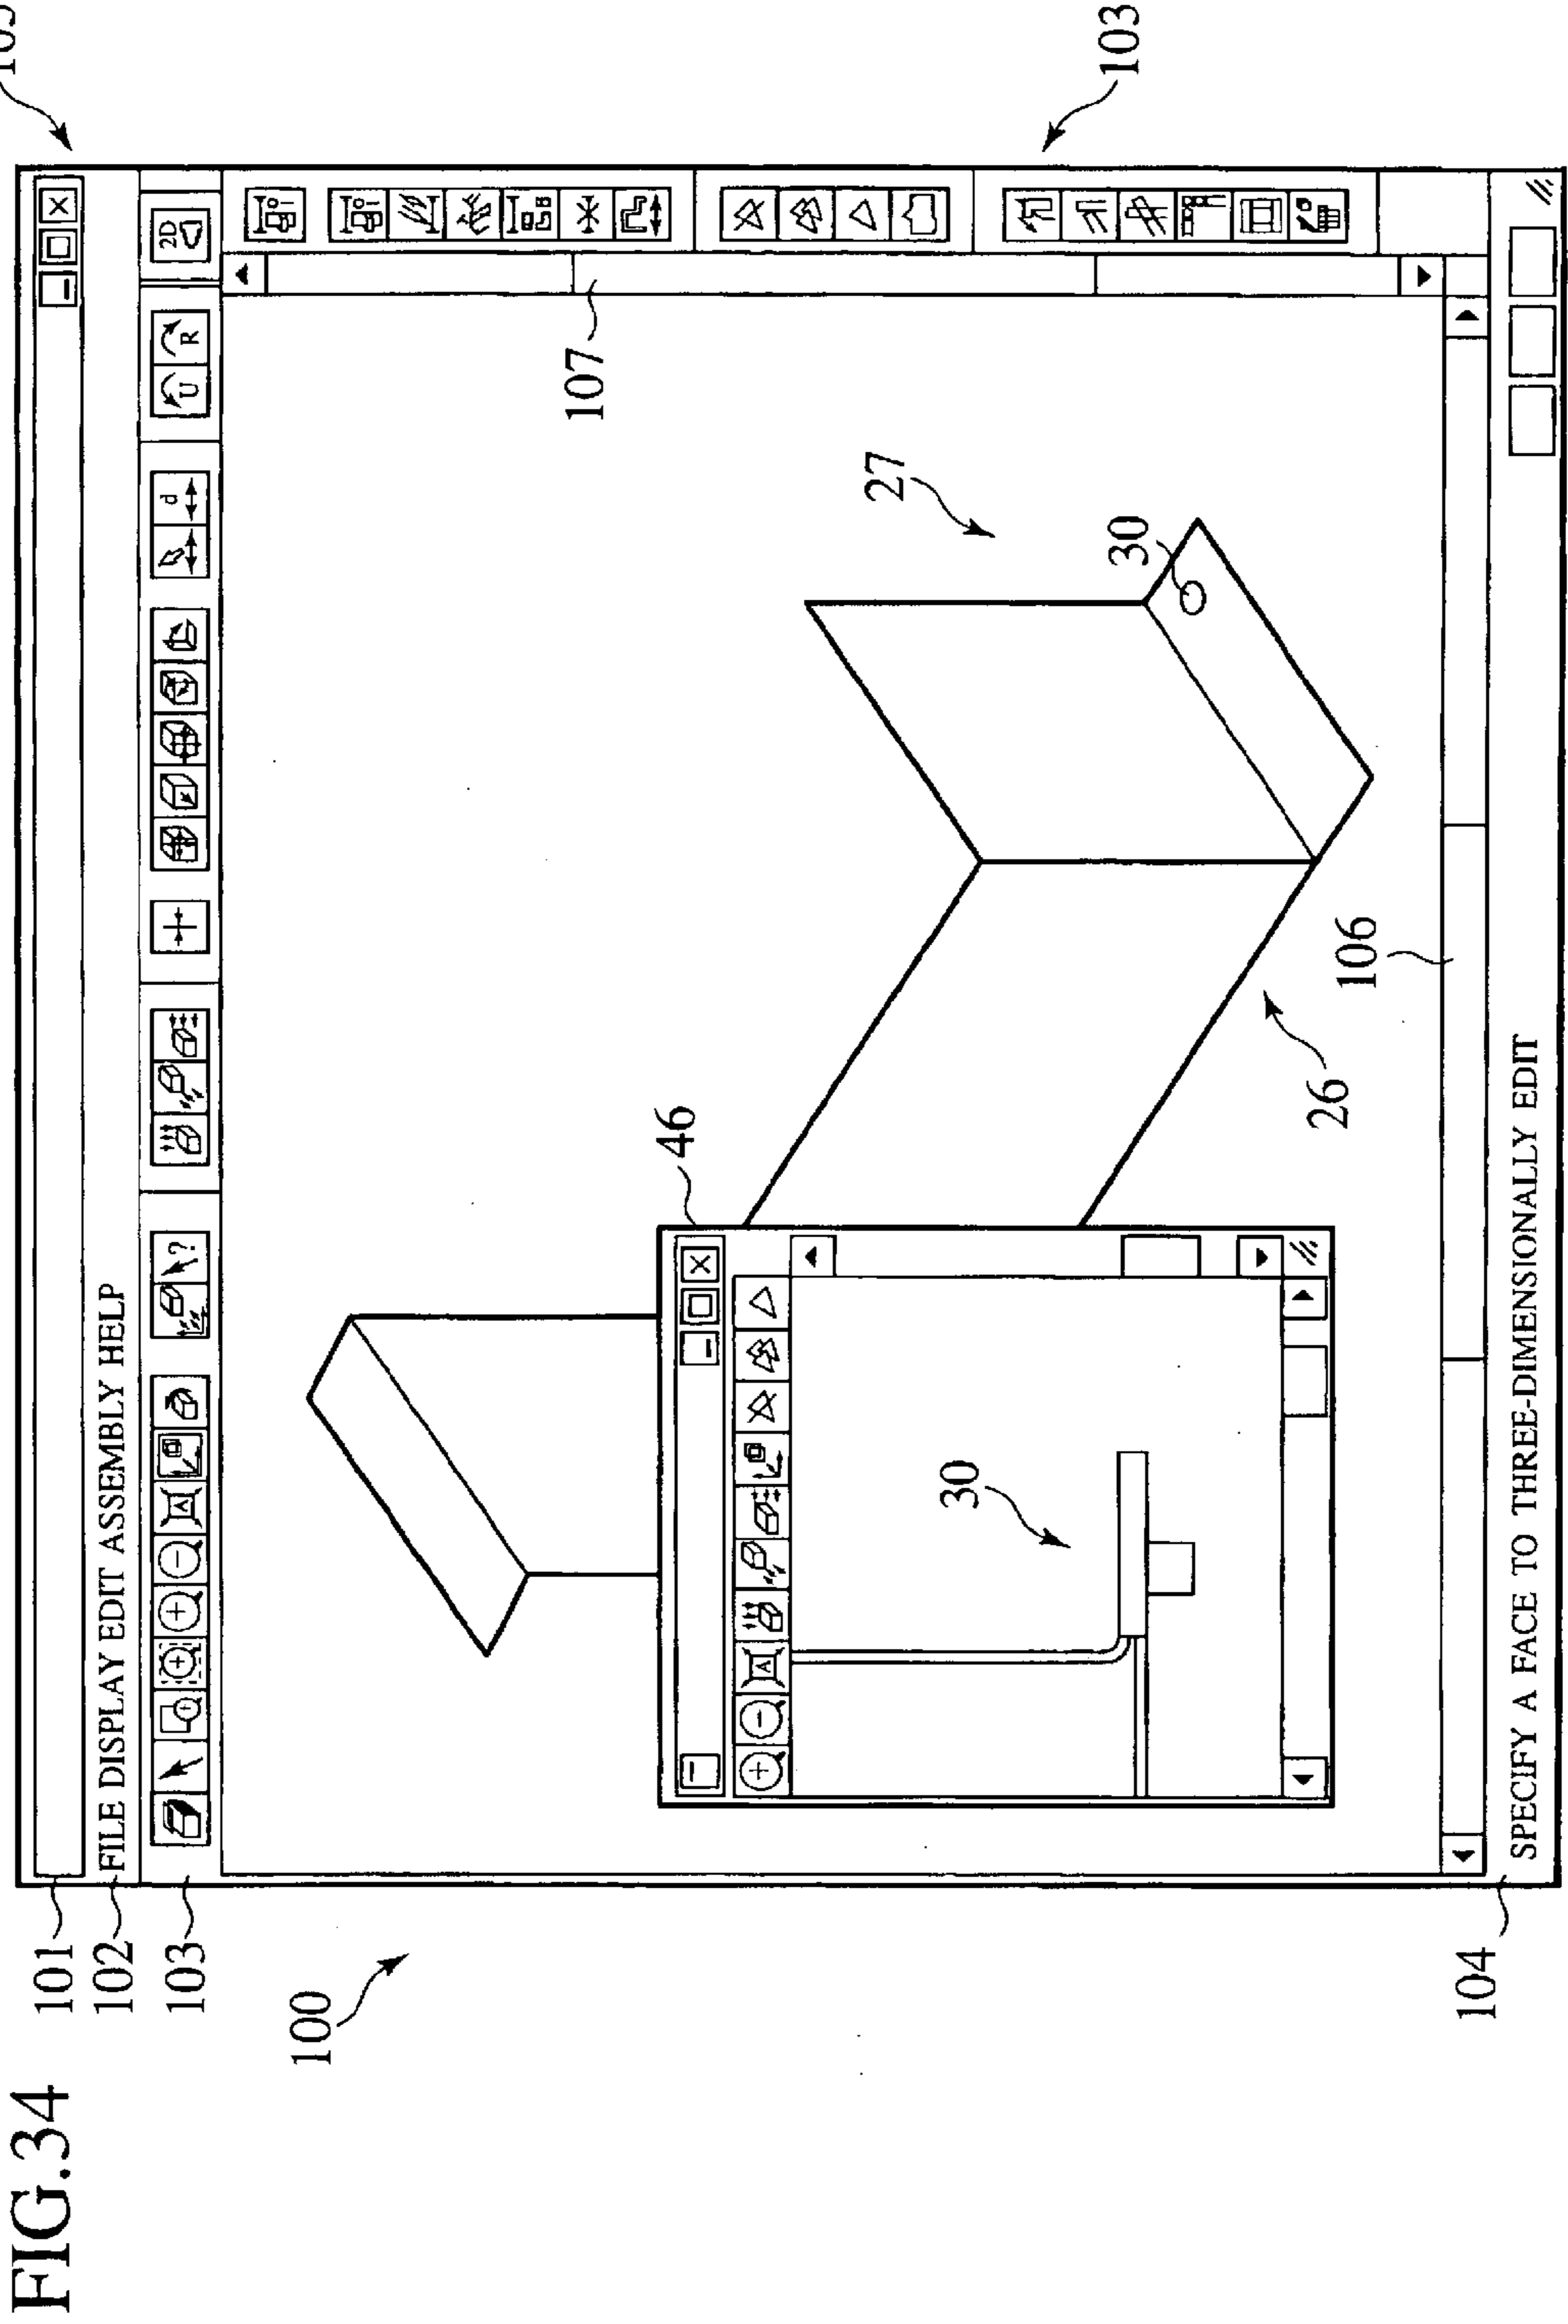 FIG.34
100
101
102
103
FILE DISPLAY EDIT ASSEMBLY HELP
2D
U
R
d
?
A
107
103
46
A
30
27
30
26
106
104
SPECIFY A FACE TO THREE-DIMENSIONALLY EDIT